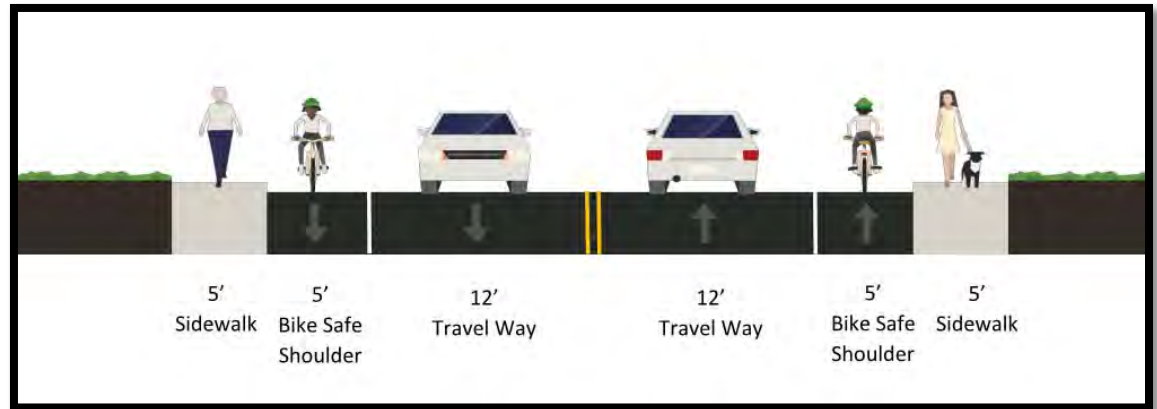 5’
Sidewalk
5’
Bike Safe
Shoulder
12’
Travel Way
12’
Travel Way
5’
Bike Safe
Shoulder
5’
Sidewalk